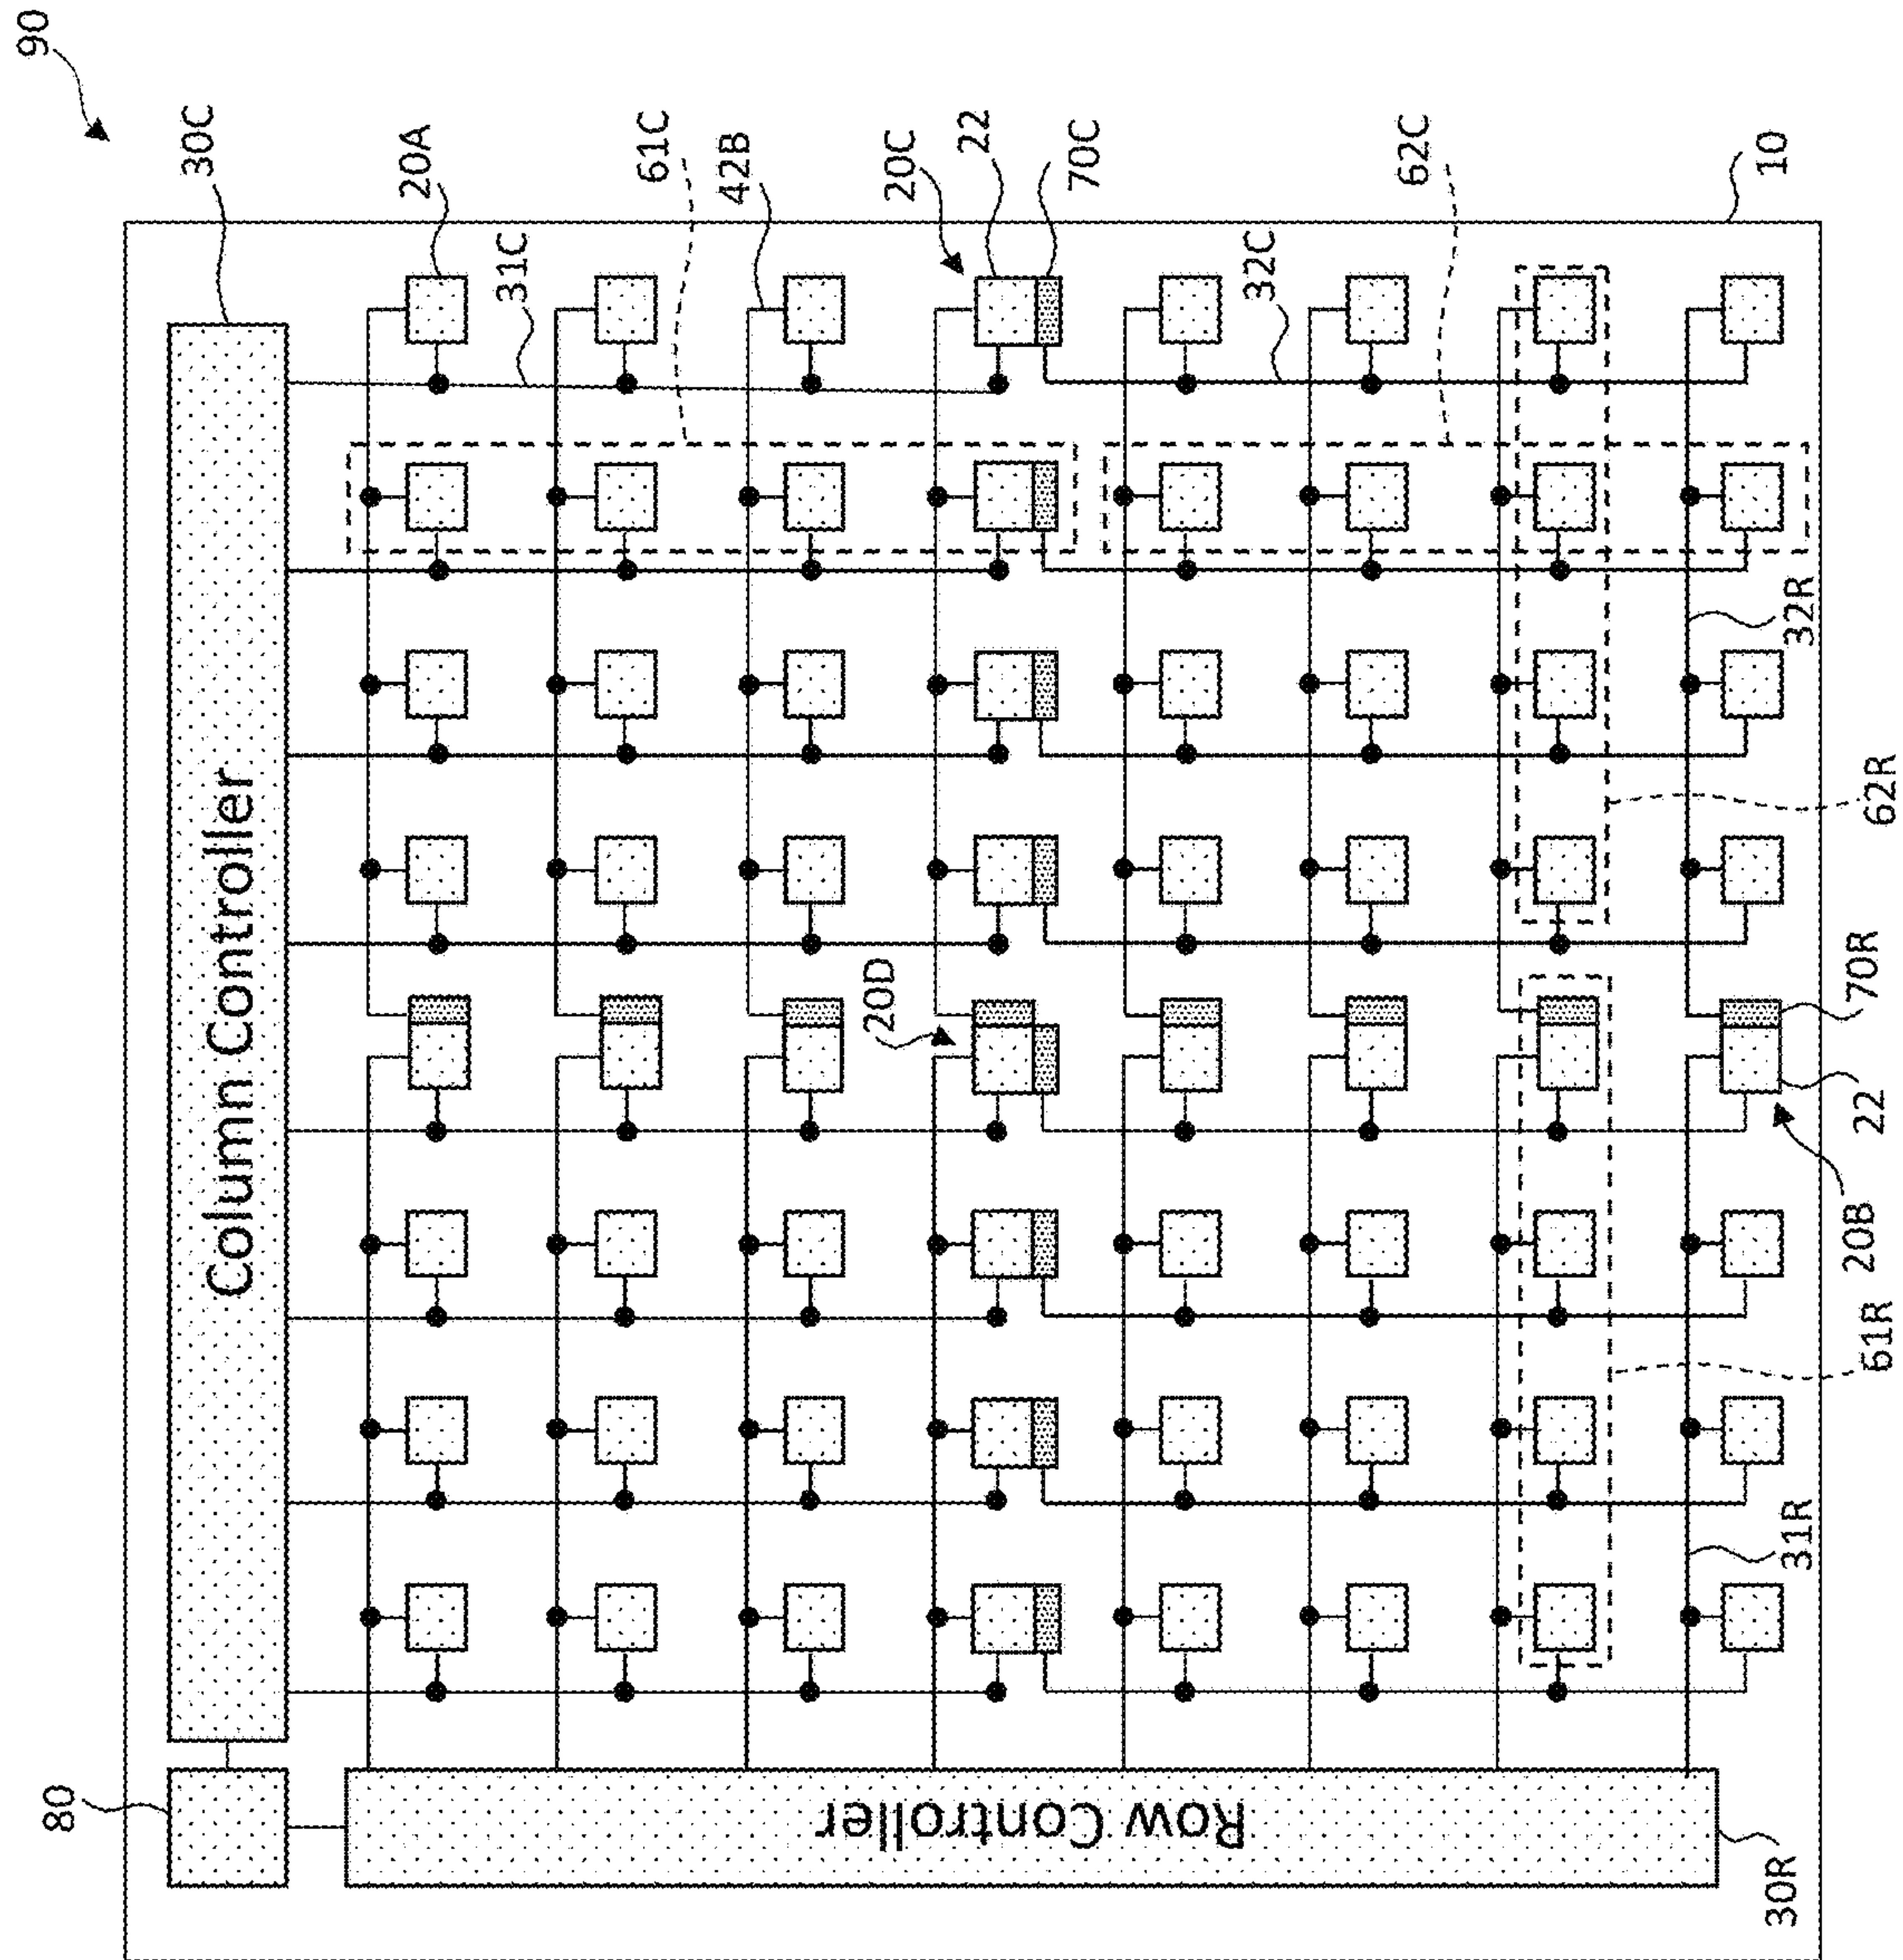 90
80
30C
Column Controller
20A
31C
61C
42B
20D
20C
22
70C
32C
62C
10
Row Controller
30R
31R
61R
20B
22
70R
32R
62R